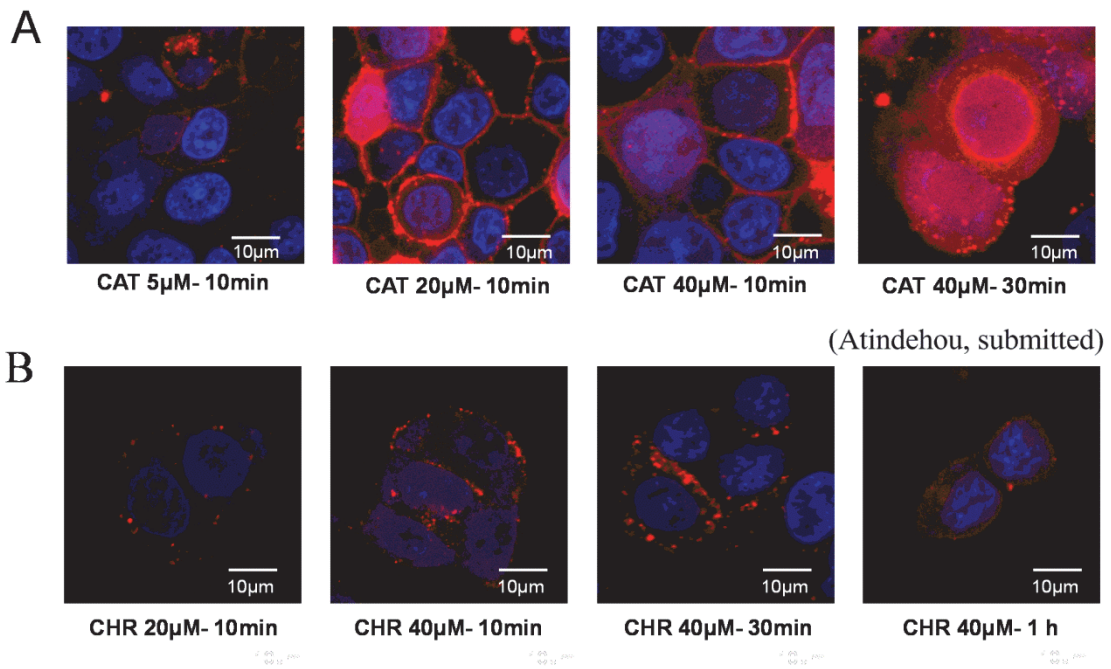 A
10µm 10µm 10µm 10µm
CAT 5µM- 10min CAT 20µM- 10min CAT 40µM- 10min CAT 40µM- 30min
(Atindehou, submitted)
B
10µm 10µm 10µm 10µm
CHR 20µM- 10min CHR 40µM- 10min CHR 40µM- 30min CHR 40µM- 1 h